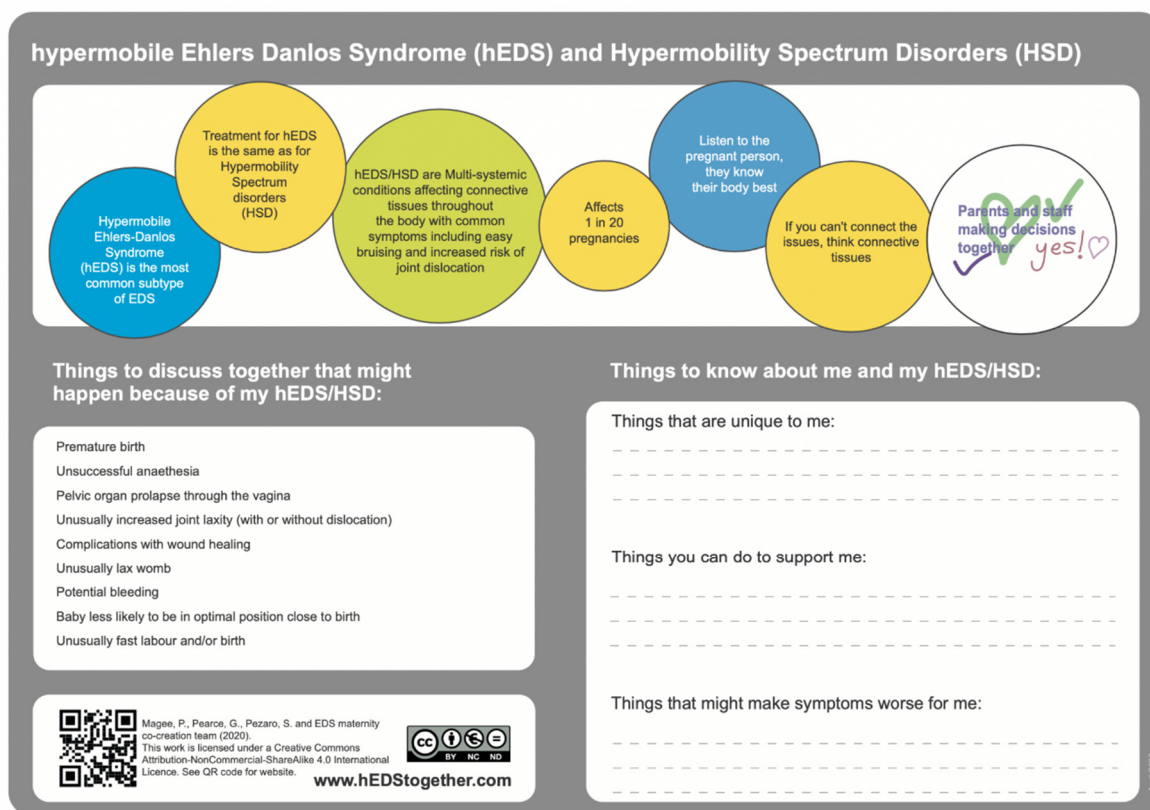 hypermobile Ehlers Danlos Syndrome (hEDS) and Hypermobility Spectrum Disorders (HSD)
Hypermobile
Ehlers-Danlos
Syndrome
(hEDS) is the most
common subtype
of EDS
Treatment for hEDS
is the same as for
Hypermobility
Spectrum
disorders
(HSD)
hEDS/HSD are Multi-systemic
conditions affecting connective
tissues throughout
the body with common
symptoms including easy
bruising and increased risk of
joint dislocation
Affects
1 in 20
pregnancies
Listen to the
pregnant person,
they know
their body best
If you can't connect the
issues, think connective
tissues
Parents and staff
making decisions
together
yes!
Things to discuss together that might
happen because of my hEDS/HSD:
Premature birth
Unsuccessful anaethesia
Pelvic organ prolapse through the vagina
Unusually increased joint laxity (with or without dislocation)
Complications with wound healing
Unusually lax womb
Potential bleeding
Baby less likely to be in optimal position close to birth
Unusually fast labour and/or birth
Magee, P., Pearce, G., Pezaro, S. and EDS maternity
co-creation team (2020).
This work is licensed under a Creative Commons
Attribution-NonCommercial-ShareAlike 4.0 International
Licence. See QR code for website.
cc
BY NC ND
www.hEDStogether.com
Things to know about me and my hEDS/HSD:
Things that are unique to me:
Things you can do to support me:
Things that might make symptoms worse for me: